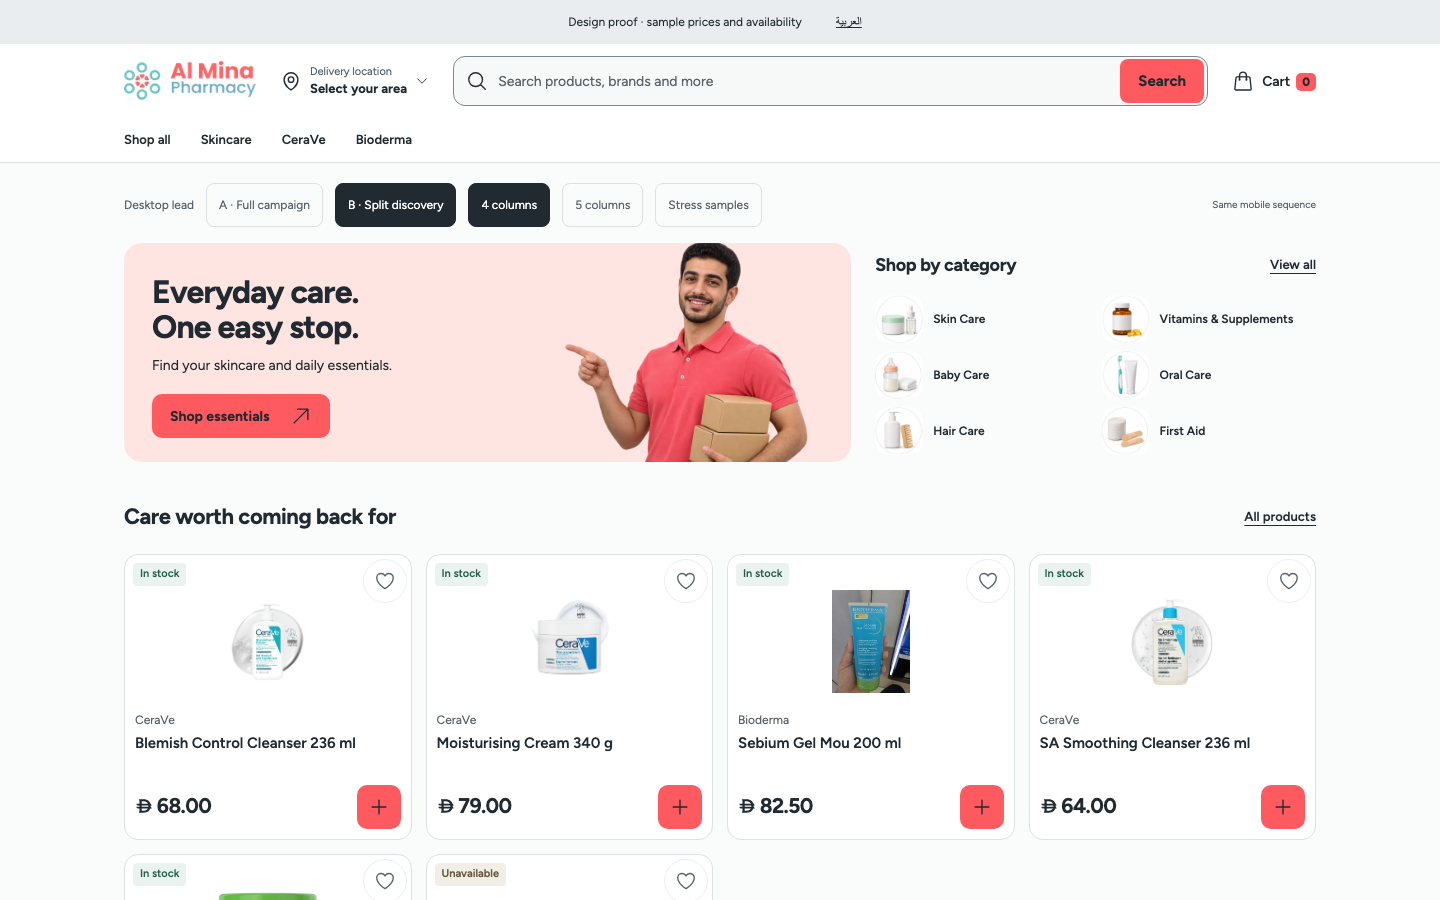 Design proof · sample prices and availability
العربية
Al Mina
Pharmacy
Delivery location
Select your area
Search products, brands and more
Search
Cart 0
Shop all
Skincare
CeraVe
Bioderma
Desktop lead
A · Full campaign
B · Split discovery
4 columns
5 columns
Stress samples
Same mobile sequence
Everyday care.
One easy stop.
Find your skincare and daily essentials.
Shop essentials
Shop by category
View all
Skin Care
Vitamins & Supplements
Baby Care
Oral Care
Hair Care
First Aid
Care worth coming back for
All products
In stock
CeraVe
CeraVe
Blemish Control Cleanser 236 ml
68.00
In stock
CeraVe
CeraVe
Moisturising Cream 340 g
79.00
In stock
BIODERMA
Bioderma
Sebium Gel Mou 200 ml
82.50
In stock
CeraVe
CeraVe
SA Smoothing Cleanser 236 ml
64.00
In stock
Unavailable